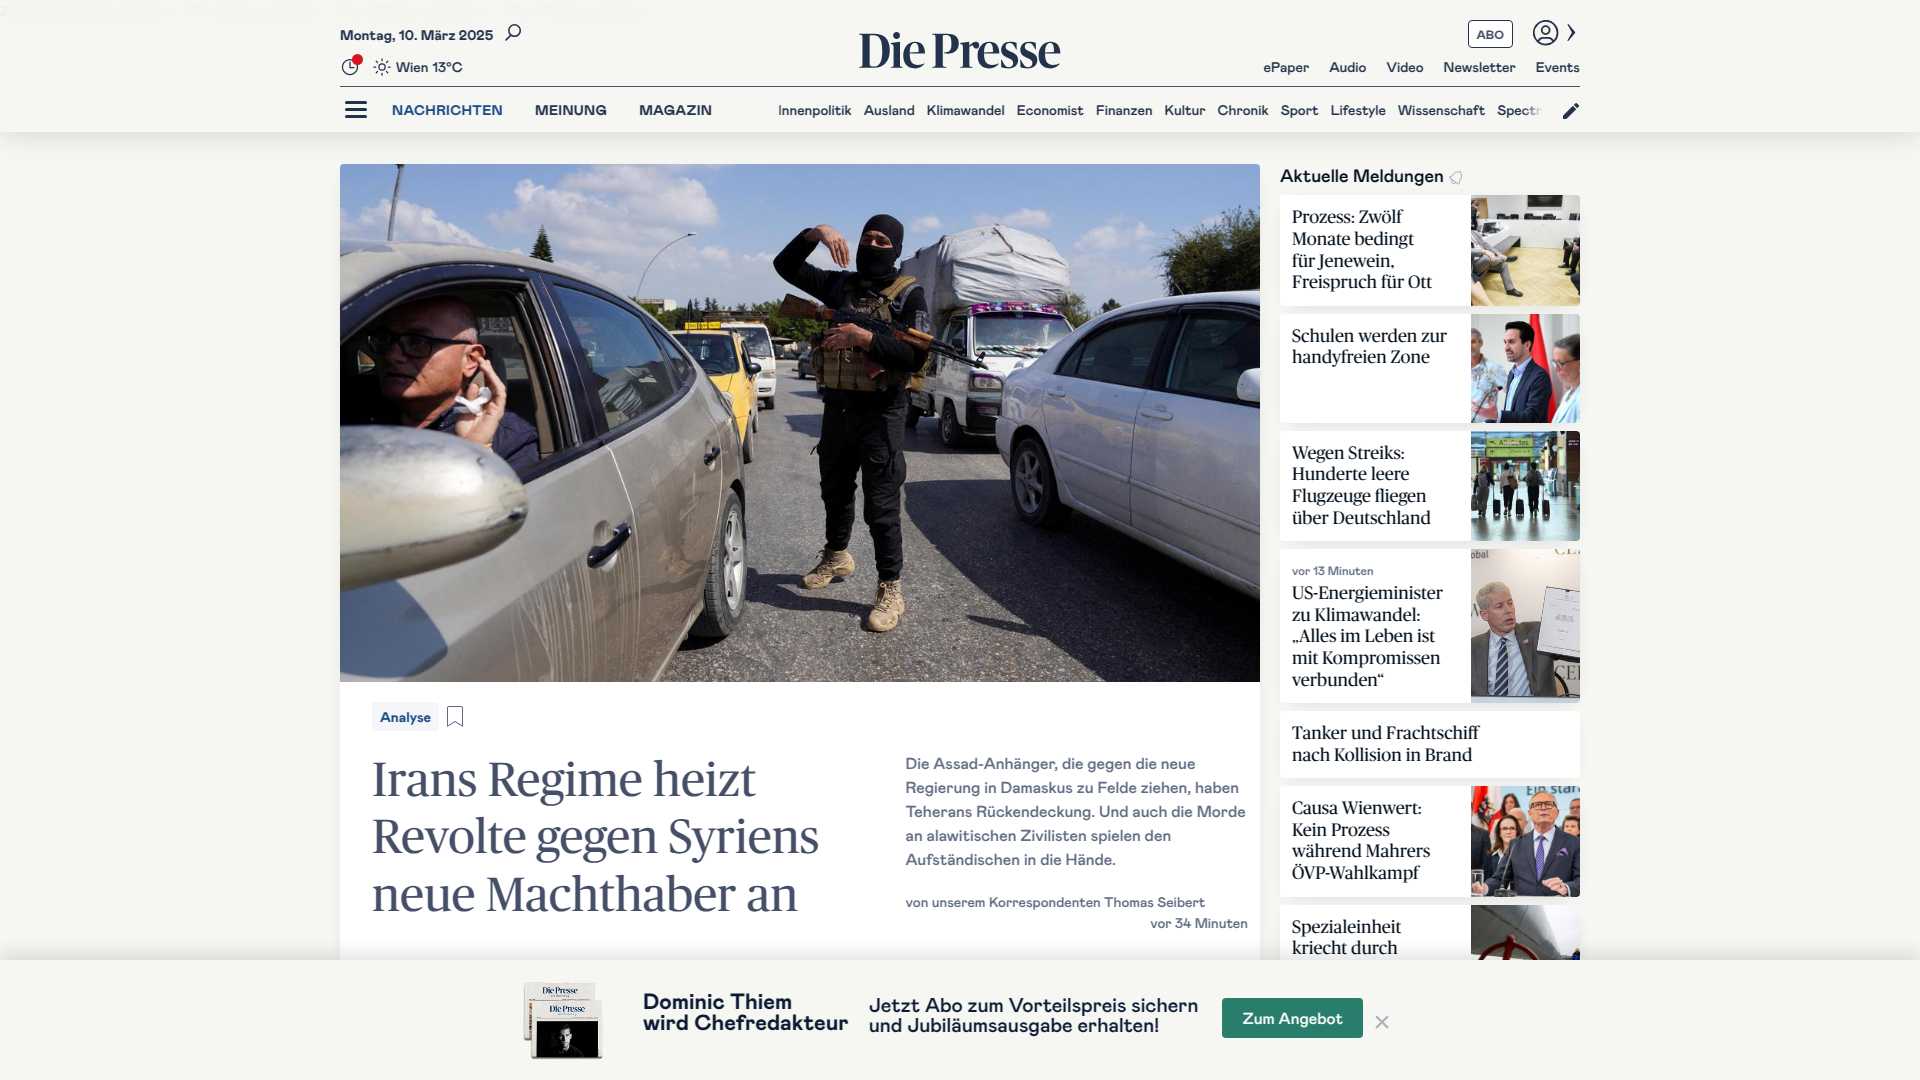 Montag, 10. März 2025
Die Presse
ABO
Wien 13°C
ePaper Audio Video Newsletter Events
NACHRICHTEN MEINUNG MAGAZIN
Innenpolitik Ausland Klimawandel Economist Finanzen Kultur Chronik Sport Lifestyle Wissenschaft Spectr
Analyse
Irans Regime heizt
Revolte gegen Syriens
neue Machthaber an
Die Assad-Anhänger, die gegen die neue
Regierung in Damaskus zu Felde ziehen, haben
Teherans Rückendeckung. Und auch die Morde
an alawitischen Zivilisten spielen den
Aufständischen in die Hände.
von unserem Korrespondenten Thomas Seibert
vor 34 Minuten
Aktuelle Meldungen
Prozess: Zwölf
Monate bedingt
für Jenewein,
Freispruch für Ott
Schulen werden zur
handyfreien Zone
Wegen Streiks:
Hunderte leere
Flugzeuge fliegen
über Deutschland
vor 13 Minuten
US-Energieminister
zu Klimawandel:
„Alles im Leben ist
mit Kompromissen
verbunden“
Tanker und Frachtschiff
nach Kollision in Brand
Causa Wienwert:
Kein Prozess
während Mahrers
ÖVP-Wahlkampf
Spezialeinheit
kriecht durch
Die Presse
Die Presse
Dominic Thiem
wird Chefredakteur
Jetzt Abo zum Vorteilspreis sichern
und Jubiläumsausgabe erhalten!
Zum Angebot